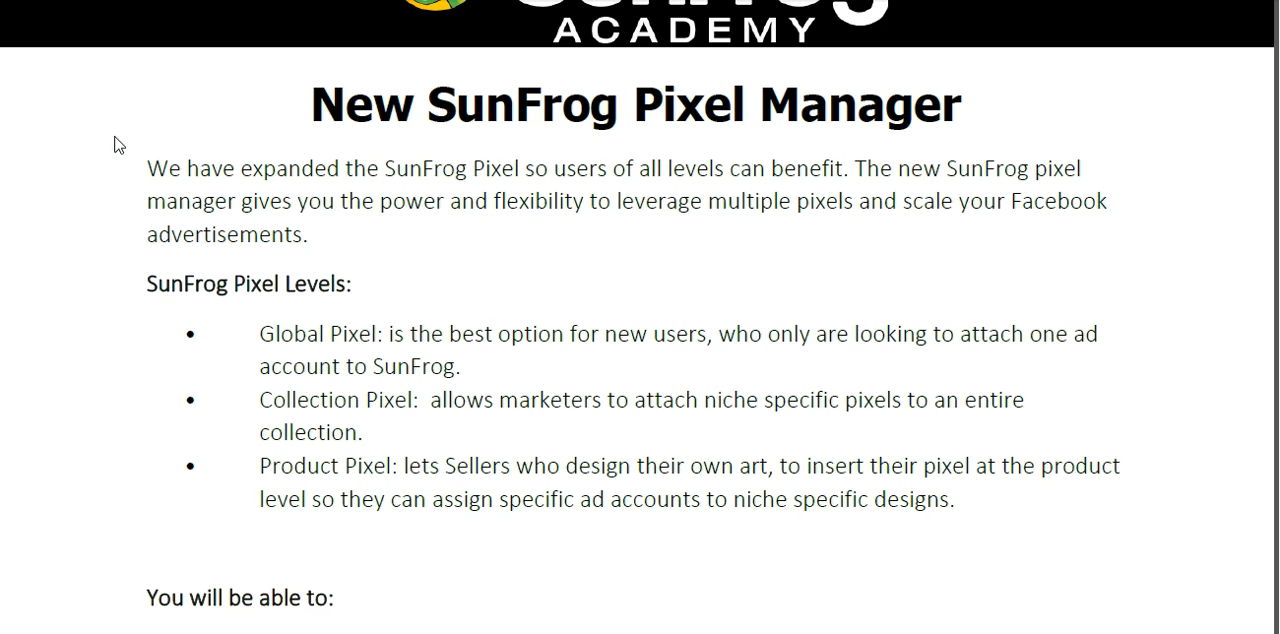 ACADEMY
New SunFrog Pixel Manager
We have expanded the SunFrog Pixel so users of all levels can benefit. The new SunFrog pixel
manager gives you the power and flexibility to leverage multiple pixels and scale your Facebook
advertisements.
SunFrog Pixel Levels:
• Global Pixel: is the best option for new users, who only are looking to attach one ad
account to SunFrog.
• Collection Pixel:  allows marketers to attach niche specific pixels to an entire
collection.
• Product Pixel: lets Sellers who design their own art, to insert their pixel at the product
level so they can assign specific ad accounts to niche specific designs.
You will be able to: